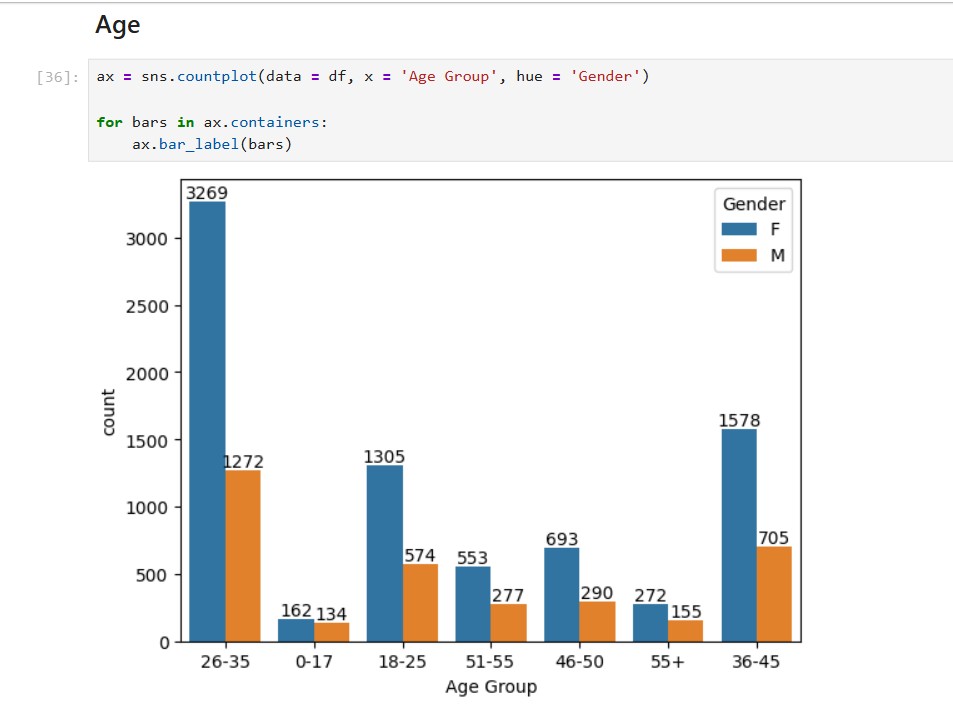 Age
[36]: ax = sns.countplot(data = df, x = 'Age Group', hue = 'Gender')
for bars in ax.containers:
    ax.bar_label(bars)
3269
Gender
F
M
3000
2500
2000
1578
1500
1305
1272
1000
705
693
574
553
500
277
290
272
155
162
134
0
count
26-35 0-17 18-25 51-55 46-50 55+ 36-45
Age Group